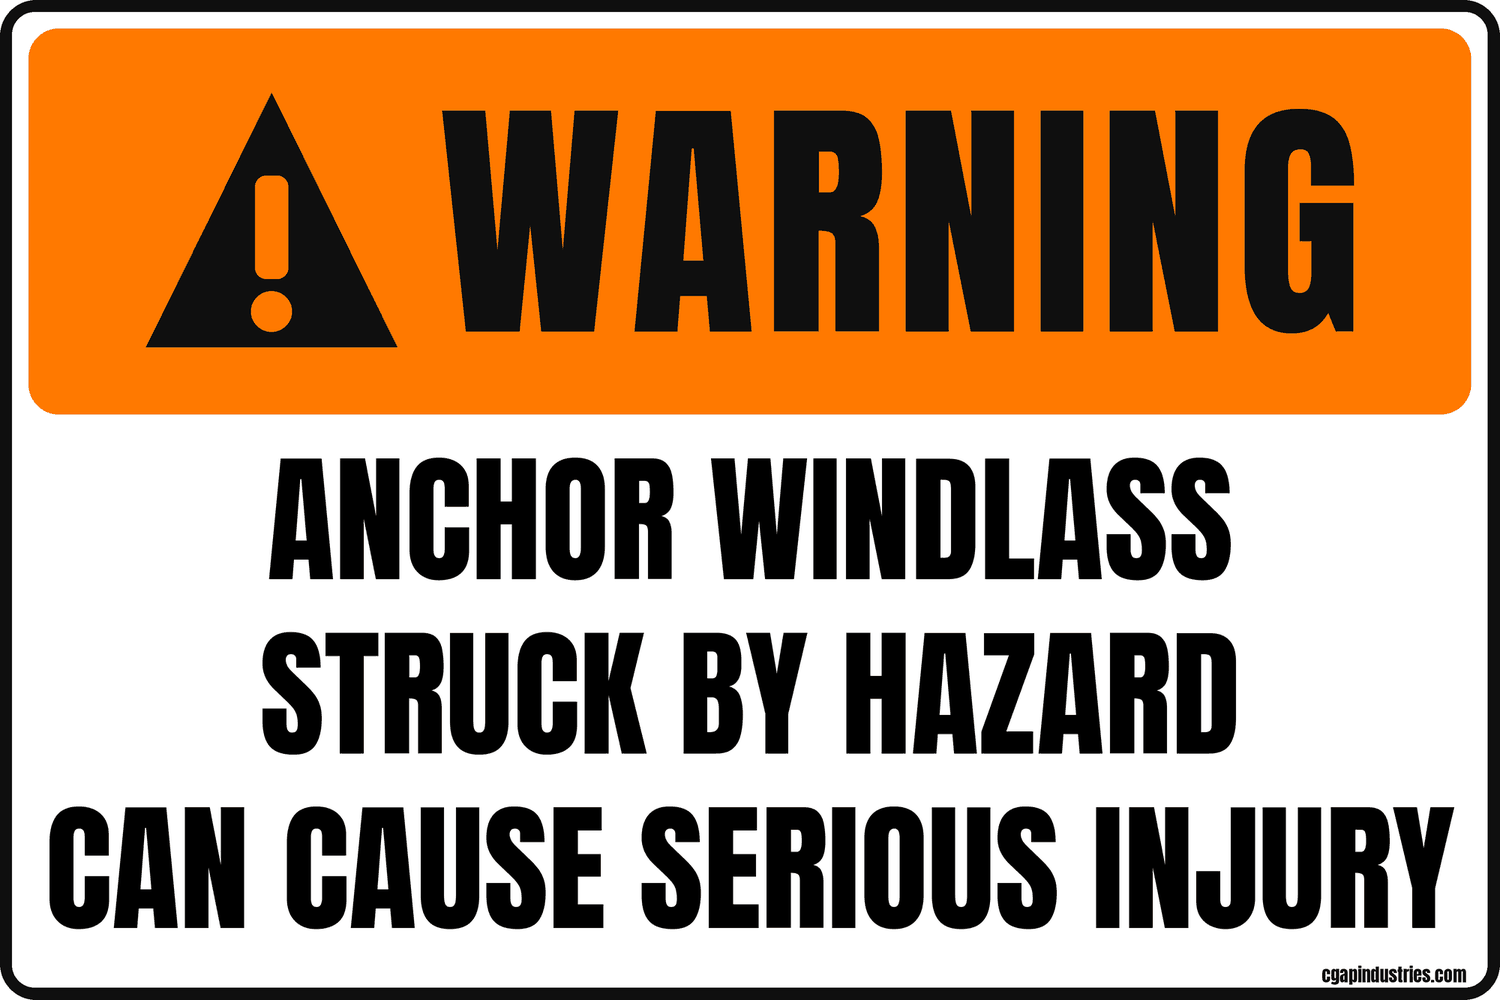 WARNING
ANCHOR WINDLASS
STRUCK BY HAZARD
CAN CAUSE SERIOUS INJURY
cgapindustries.com